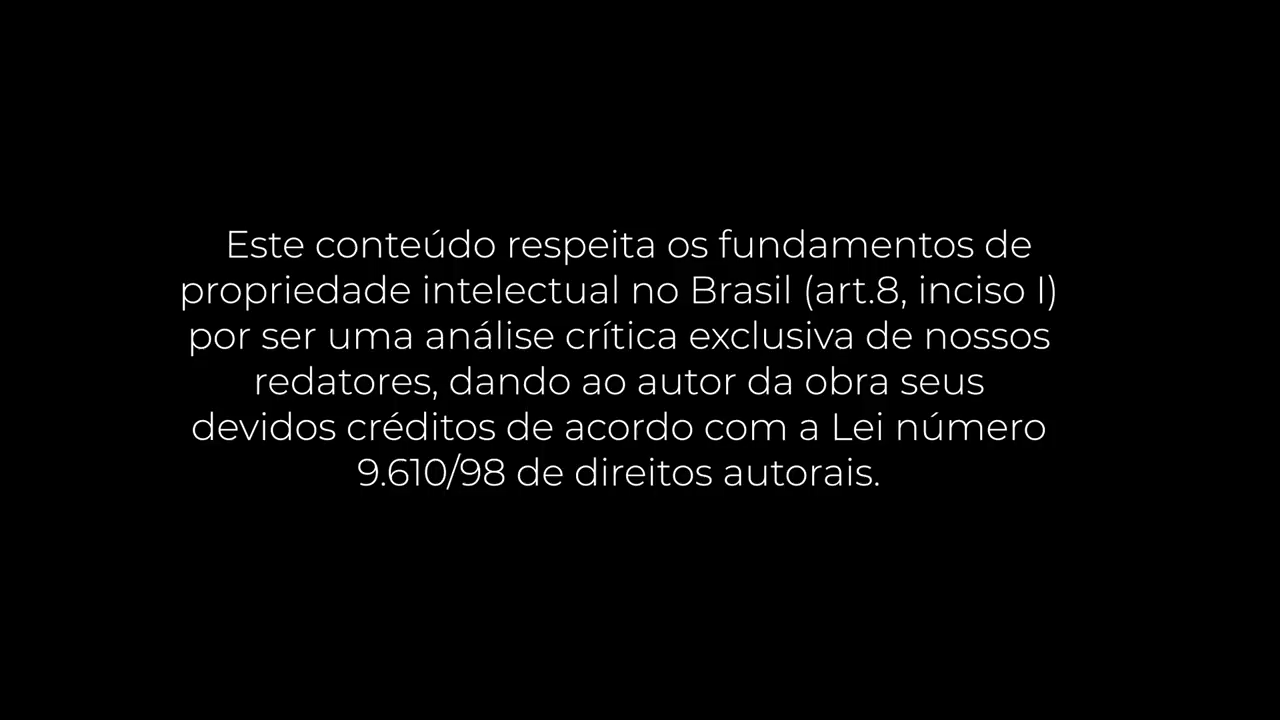 Este conteúdo respeita os fundamentos de
propriedade intelectual no Brasil (art.8, inciso I)
por ser uma análise crítica exclusiva de nossos
redatores, dando ao autor da obra seus
devidos créditos de acordo com a Lei número
9.610/98 de direitos autorais.